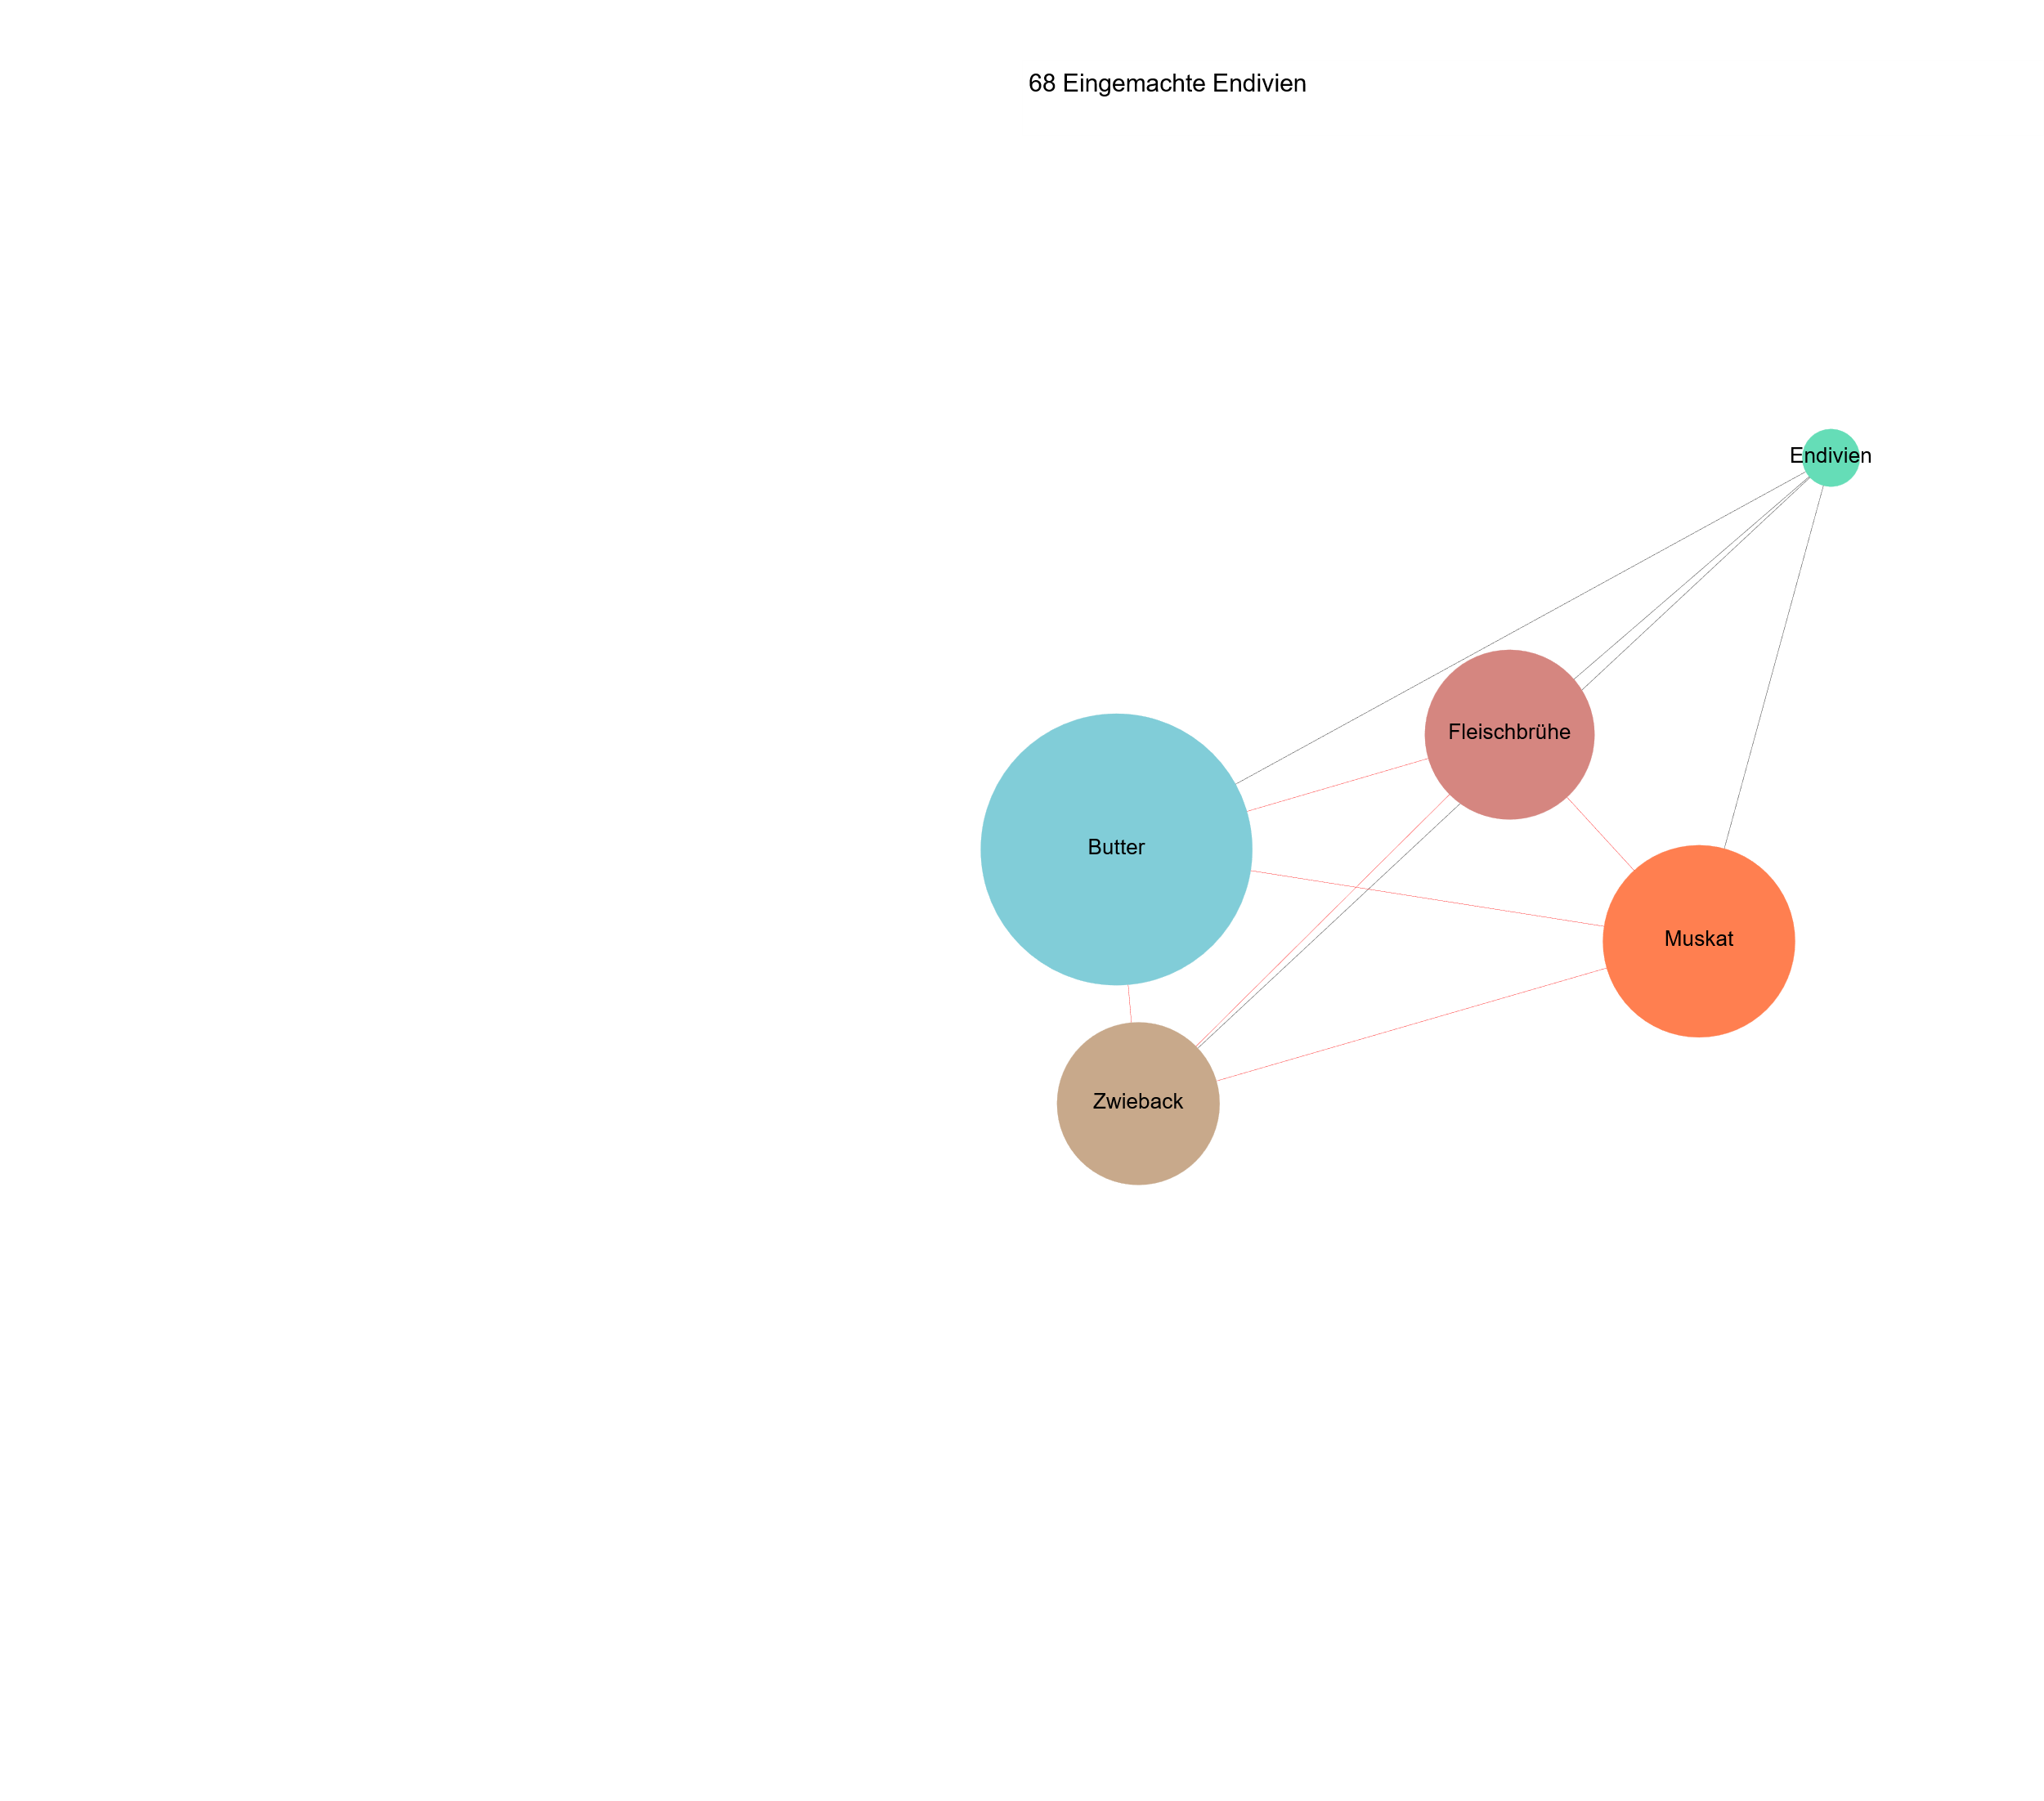 68 Eingemachte Endivien
Endivien
Fleischbrühe
Butter
Muskat
Zwieback